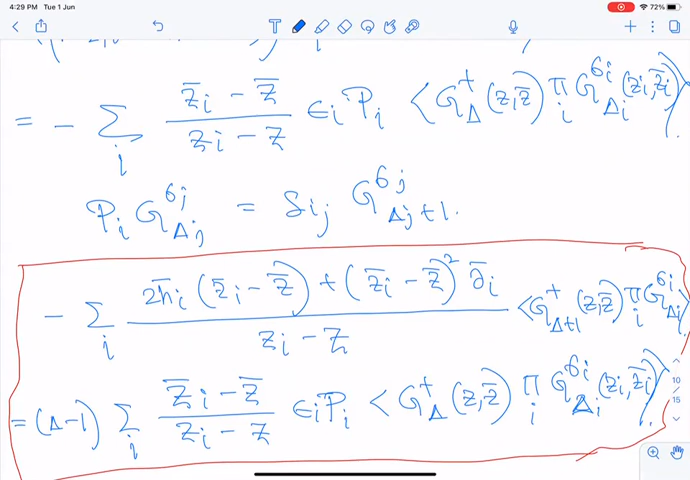 4:29 PM Tue 1 Jun 72%
= - Σ_i (z̄_i - z̄)/(z_i - z) ϵ_i P_i < G^+_Δ (z, z̄) π_i G^{σ_i}_{Δ_i} (z_i, z̄_i) >
P_i G^{σ_j}_{Δ_j} = δ_{ij} G^{σ_j}_{Δ_j+1} .
- Σ_i (2h̄_i (z̄_i - z̄) + (z̄_i - z̄)^2 ∂̄_i)/(z_i - z) < G^+_{Δ+1} (z, z̄) π_i G^{σ_i}_{Δ_i} >
= (Δ-1) Σ_i (z̄_i - z̄)/(z_i - z) ϵ_i P_i < G^+_Δ (z, z̄) π_i G^{σ_i}_{Δ_i} (z_i, z̄_i) >
10
15